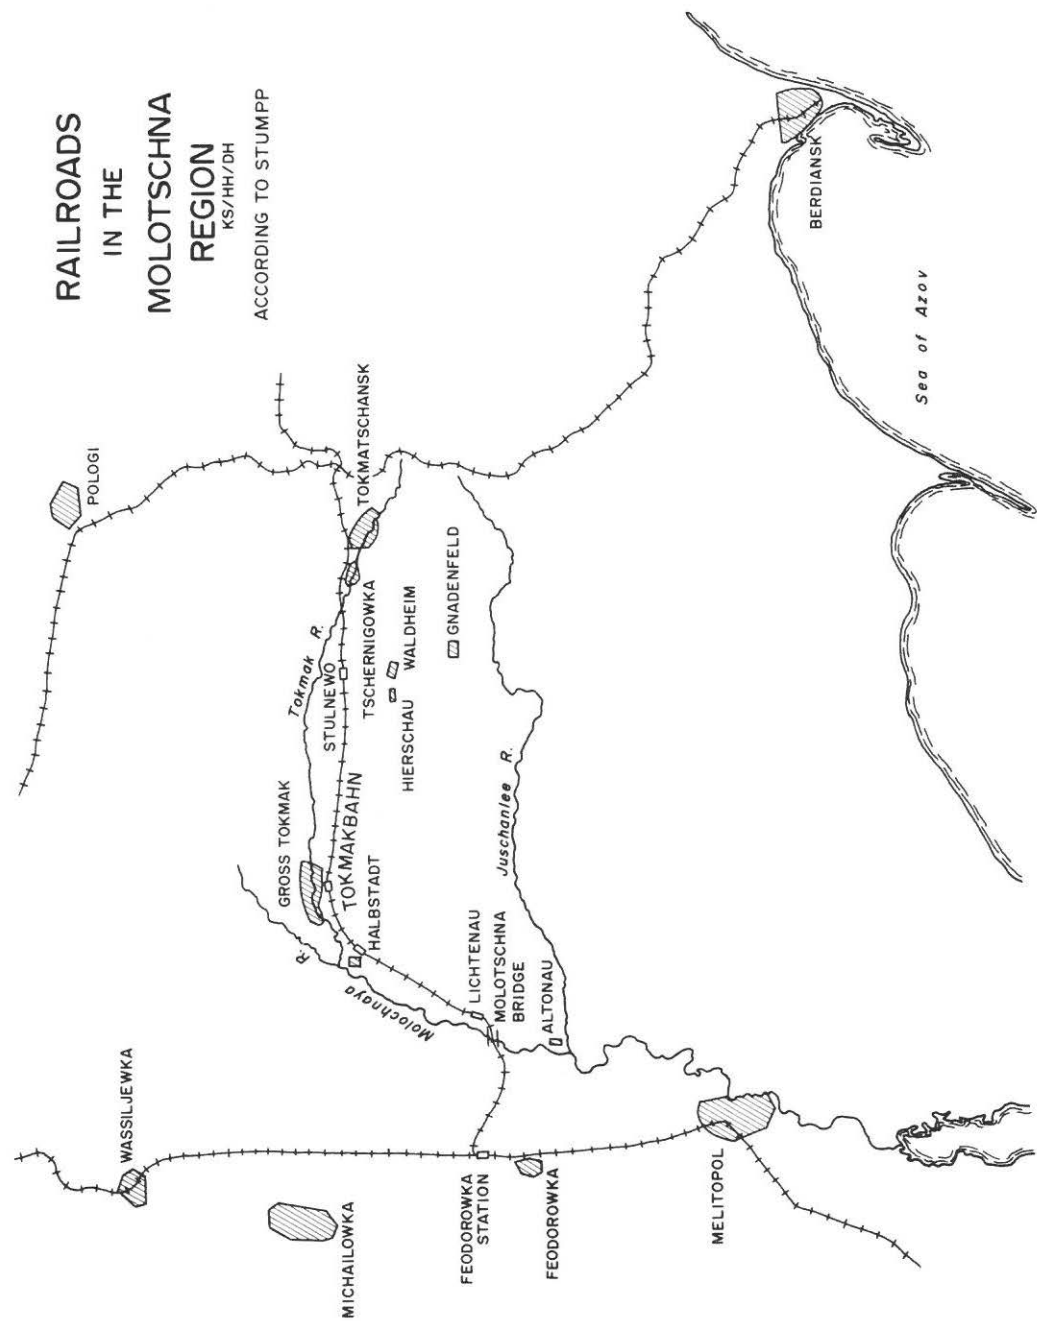 RAILROADS
IN THE
MOLOTSCHNA
REGION
KS/HH/DH
ACCORDING TO STUMPP
POLOGI
TOKMATSCHANSK
BERDIANSK
Sea of Azov
Tokmak R.
STULNEWO
TSCHERNIGOWKA
HIERSCHAU
WALDHEIM
GNADENFELD
GROSS TOKMAK
TOKMAKBAHN
HALBSTADT
Juschanlee R.
Molochnaya R.
LICHTENAU
MOLOTSCHNA
BRIDGE
ALTONAU
WASSILJEWKA
MICHAILOWKA
FEODOROWKA
STATION
FEODOROWKA
MELITOPOL